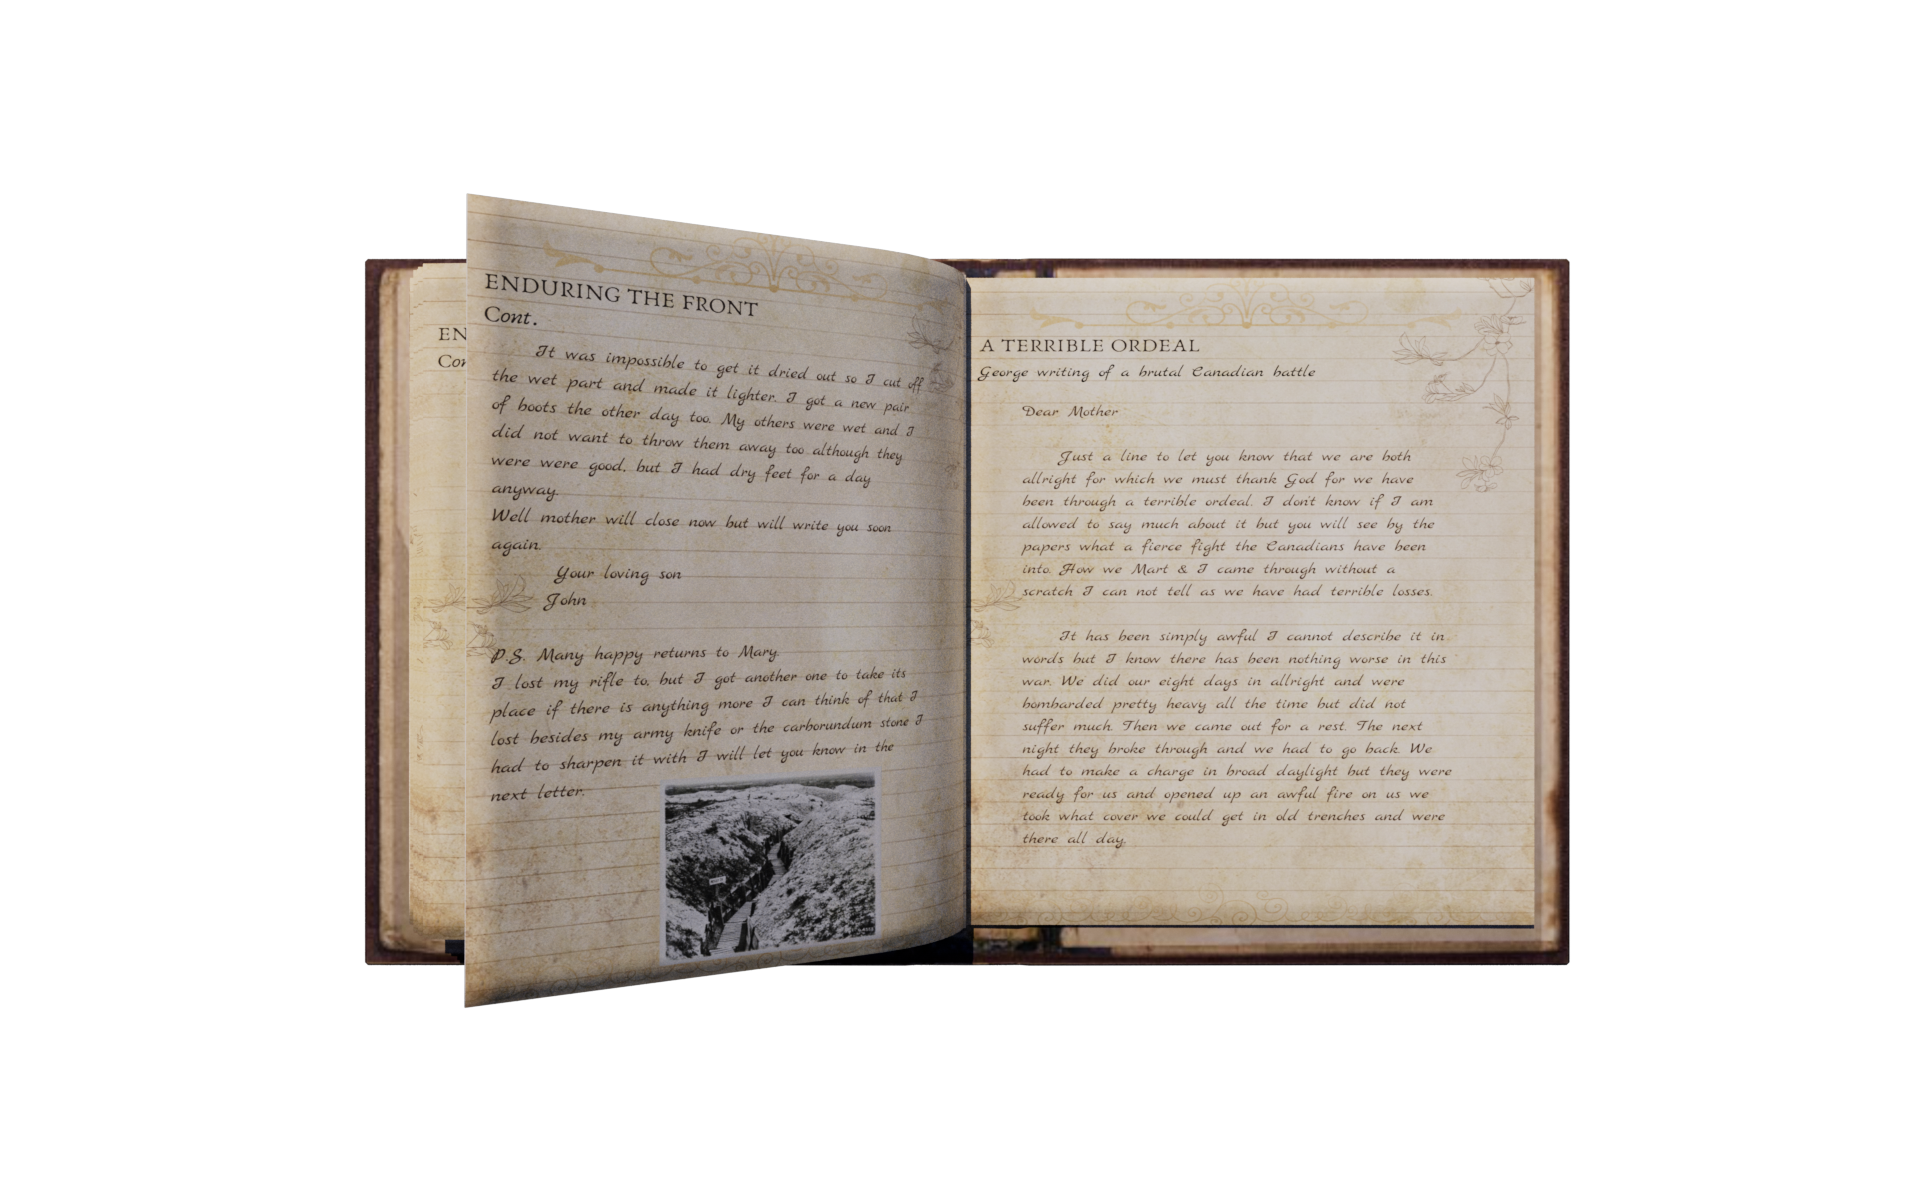 EN
Con
ENDURING THE FRONT
Cont.
It was impossible to get it dried out so I cut off
the wet part and made it lighter. I got a new pair
of boots the other day too. My others were wet and I
did not want to throw them away too although they
were were good, but I had dry feet for a day
anyway.
Well mother will close now but will write you soon
again.
Your loving son
John
P.S. Many happy returns to Mary.
I lost my rifle to, but I got another one to take its
place if there is anything more I can think of that I
lost besides my army knife or the carborundum stone I
had to sharpen it with I will let you know in the
next letter.
A TERRIBLE ORDEAL
George writing of a brutal Canadian battle
Dear Mother
Just a line to let you know that we are both
allright for which we must thank God for we have
been through a terrible ordeal. I don't know if I am
allowed to say much about it but you will see by the
papers what a fierce fight the Canadians have been
into. How we Mart & I came through without a
scratch I can not tell as we have had terrible losses.
It has been simply awful I cannot describe it in
words but I know there has been nothing worse in this
war. We did our eight days in allright and were
bombarded pretty heavy all the time but did not
suffer much. Then we came out for a rest. The next
night they broke through and we had to go back. We
had to make a charge in broad daylight but they were
ready for us and opened up an awful fire on us we
took what cover we could get in old trenches and were
there all day.